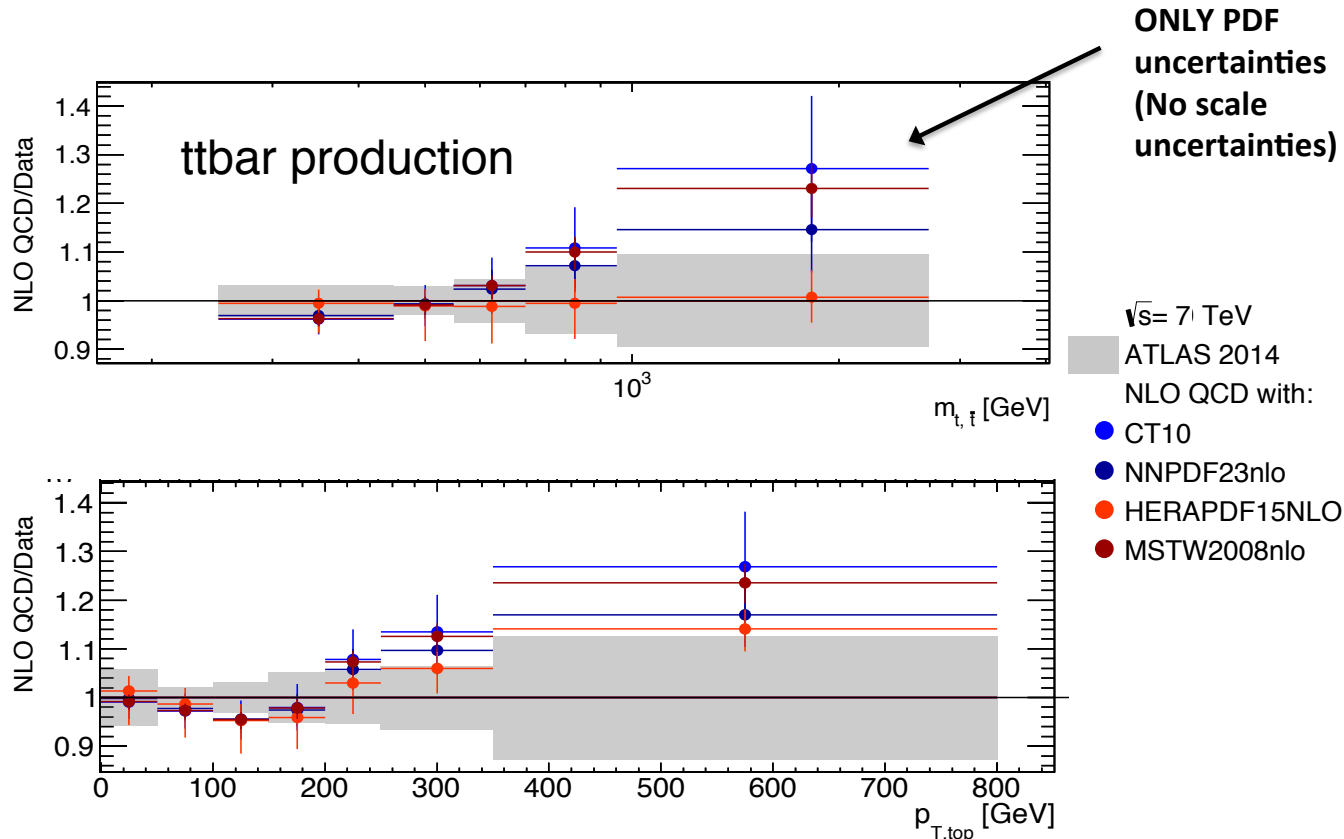 ONLY PDF
uncertainties
(No scale
uncertainties)
NLO QCD/Data
1.4
1.3
1.2
1.1
1
0.9
ttbar production
10³
m t, t̄ [GeV]
√s= 7 TeV
ATLAS 2014
NLO QCD with:
CT10
NNPDF23nlo
HERAPDF15NLO
MSTW2008nlo
NLO QCD/Data
1.4
1.3
1.2
1.1
1
0.9
0 100 200 300 400 500 600 700 800
p T,top [GeV]